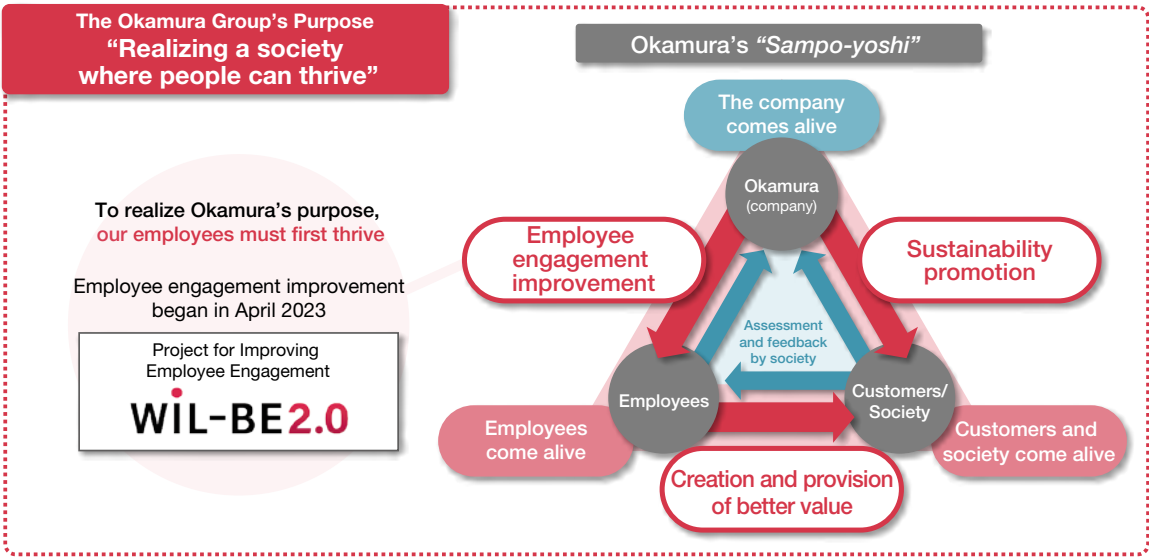 The Okamura Group’s Purpose
“Realizing a society
where people can thrive”
Okamura’s “Sampo-yoshi”
The company
comes alive
Okamura
(company)
To realize Okamura’s purpose,
our employees must first thrive
Employee engagement improvement
began in April 2023
Project for Improving
Employee Engagement
WiL-BE2.0
Employee
engagement
improvement
Sustainability
promotion
Assessment
and feedback
by society
Employees
Customers/
Society
Employees
come alive
Customers and
society come alive
Creation and provision
of better value